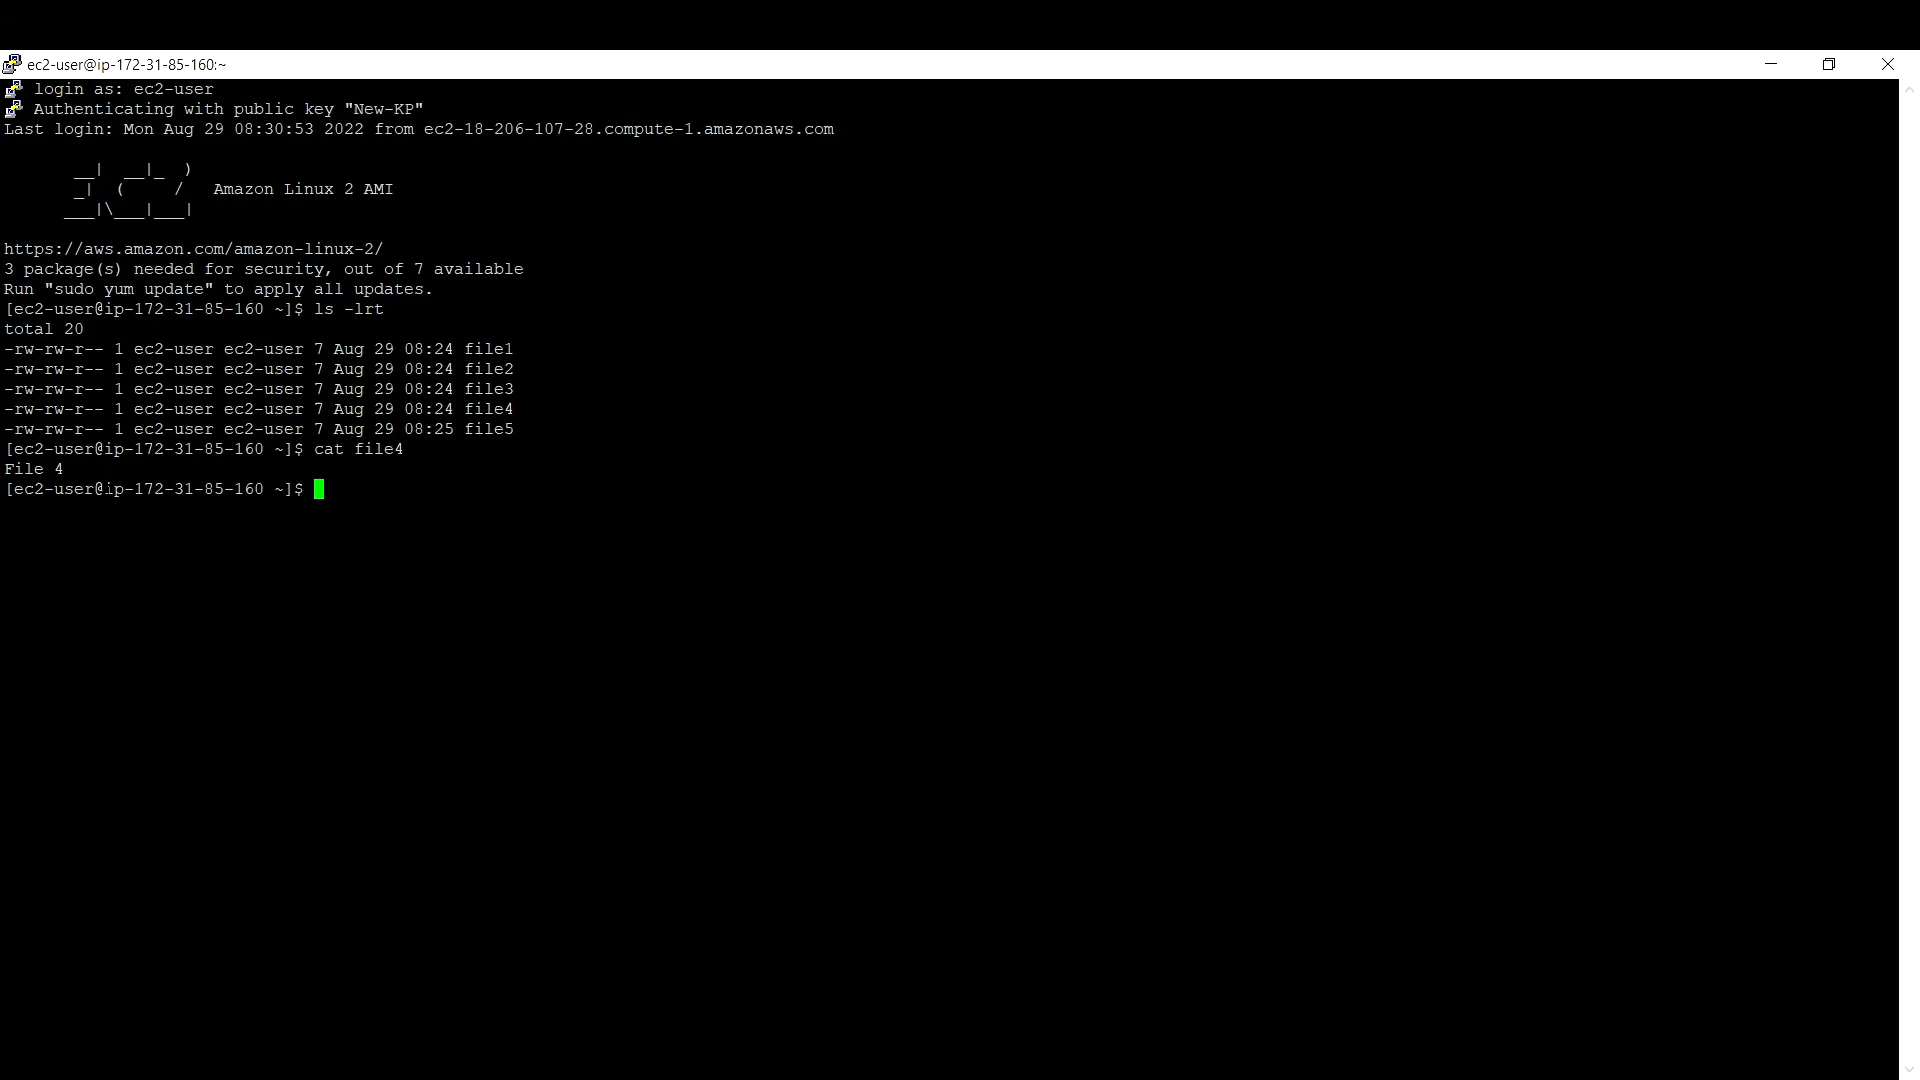 ec2-user@ip-172-31-85-160:~
login as: ec2-user
Authenticating with public key "New-KP"
Last login: Mon Aug 29 08:30:53 2022 from ec2-18-206-107-28.compute-1.amazonaws.com
       __|  __|_  )
       _|  (     /   Amazon Linux 2 AMI
      ___|\___|___|
https://aws.amazon.com/amazon-linux-2/
3 package(s) needed for security, out of 7 available
Run "sudo yum update" to apply all updates.
[ec2-user@ip-172-31-85-160 ~]$ ls -lrt
total 20
-rw-rw-r-- 1 ec2-user ec2-user 7 Aug 29 08:24 file1
-rw-rw-r-- 1 ec2-user ec2-user 7 Aug 29 08:24 file2
-rw-rw-r-- 1 ec2-user ec2-user 7 Aug 29 08:24 file3
-rw-rw-r-- 1 ec2-user ec2-user 7 Aug 29 08:24 file4
-rw-rw-r-- 1 ec2-user ec2-user 7 Aug 29 08:25 file5
[ec2-user@ip-172-31-85-160 ~]$ cat file4
File 4
[ec2-user@ip-172-31-85-160 ~]$